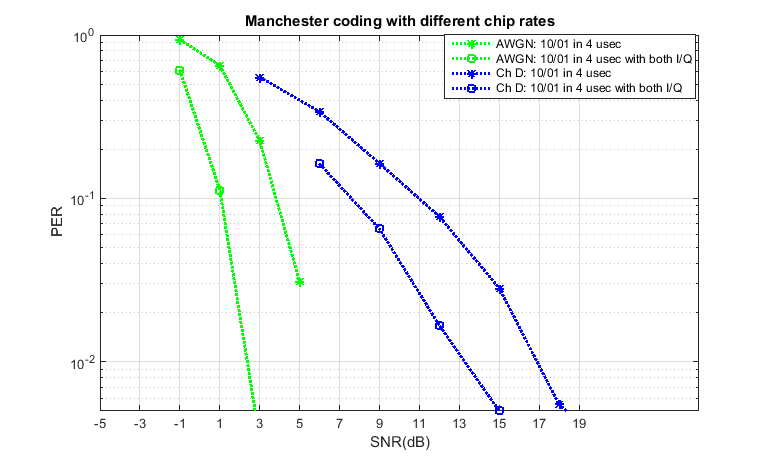 Manchester coding with different chip rates
AWGN: 10/01 in 4 usec
AWGN: 10/01 in 4 usec with both I/Q
Ch D: 10/01 in 4 usec
Ch D: 10/01 in 4 usec with both I/Q
10^0
10^-1
10^-2
PER
-5 -3 -1 1 3 5 7 9 11 13 15 17 19
SNR(dB)